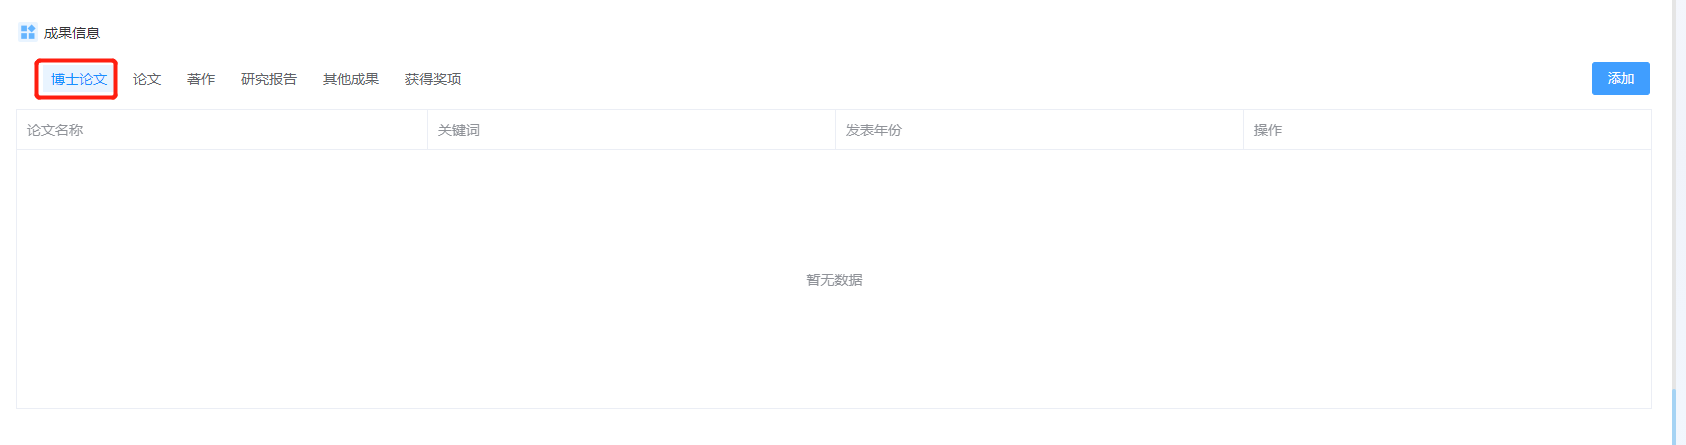 成果信息
博士论文 论文 著作 研究报告 其他成果 获得奖项 添加
论文名称 关键词 发表年份 操作
暂无数据